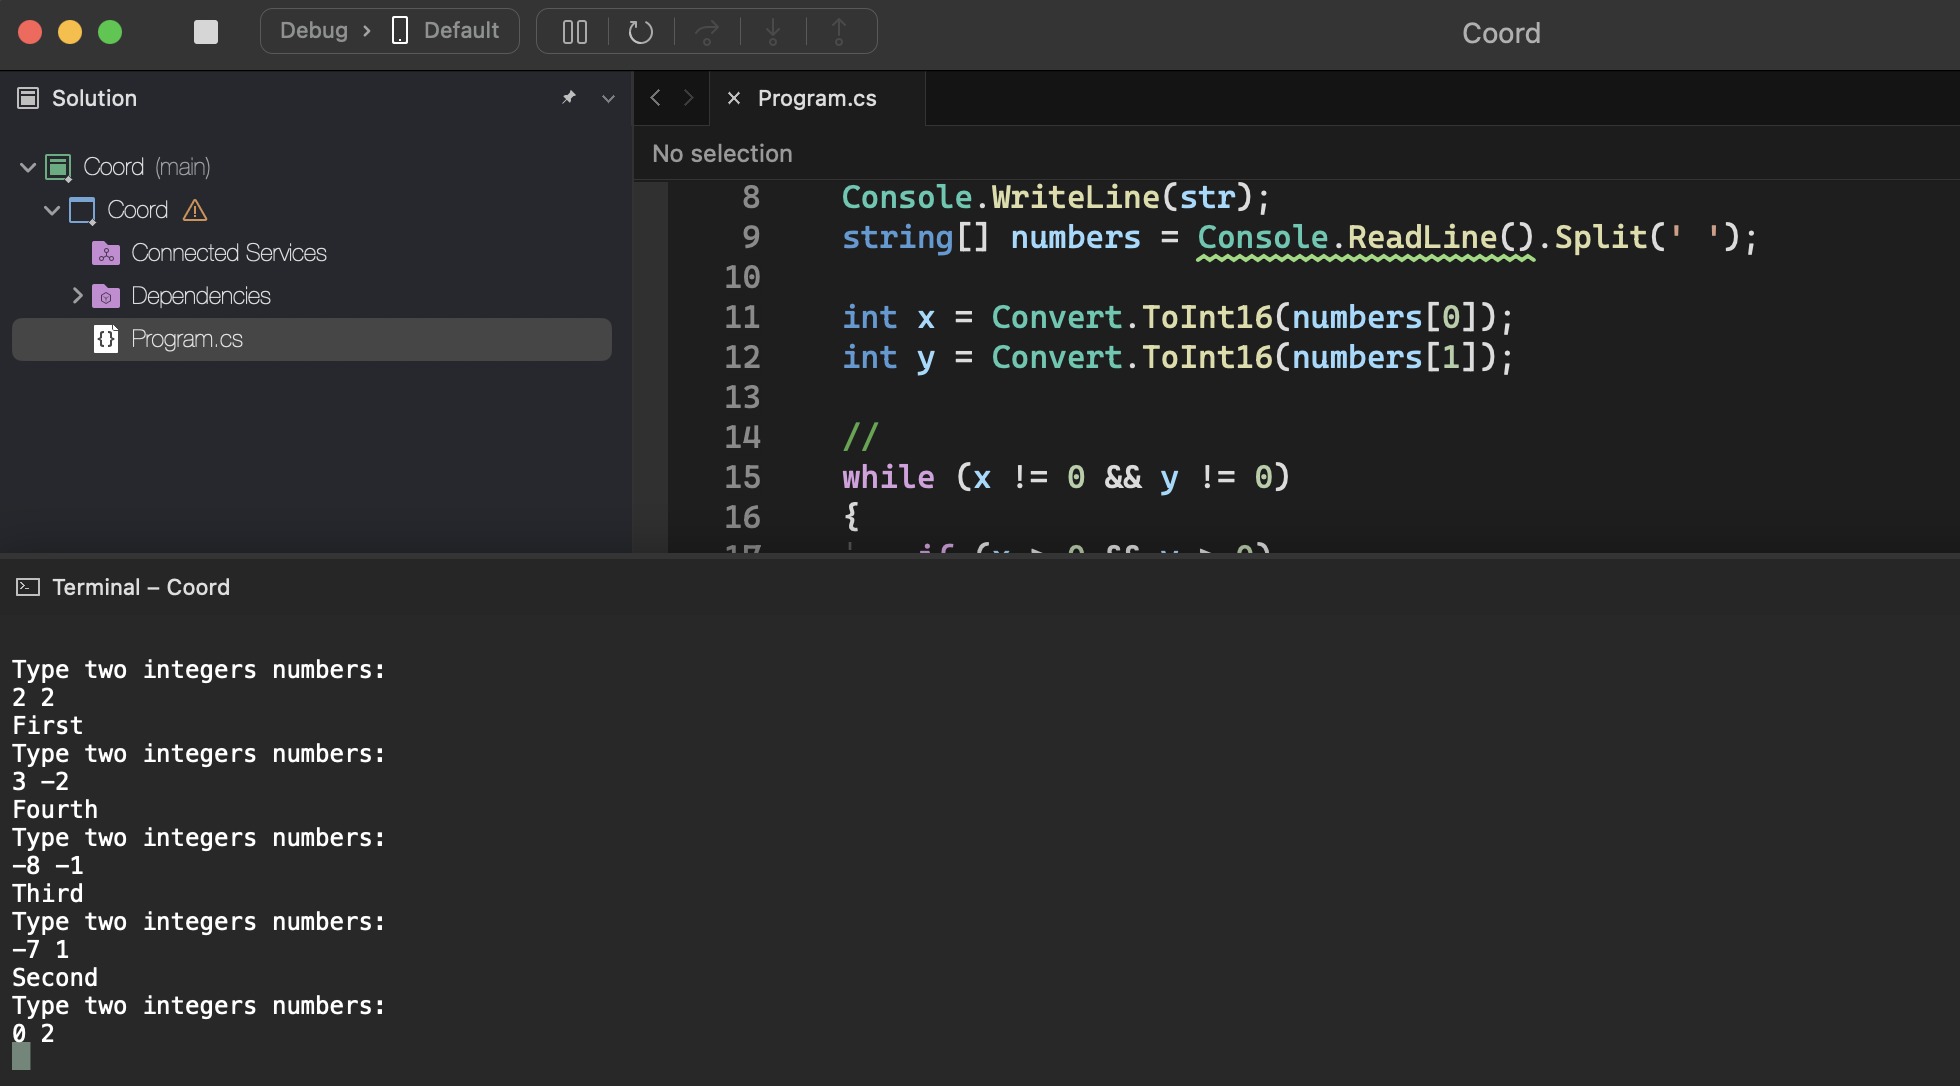 Debug › Default
Coord
Solution
Program.cs
No selection
Coord (main)
Coord
Connected Services
Dependencies
Program.cs
8 Console.WriteLine(str);
9 string[] numbers = Console.ReadLine().Split(' ');
10
11 int x = Convert.ToInt16(numbers[0]);
12 int y = Convert.ToInt16(numbers[1]);
13
14 //
15 while (x != 0 && y != 0)
16 {
17 if (x > 0 && y > 0)
Terminal – Coord
Type two integers numbers:
2 2
First
Type two integers numbers:
3 -2
Fourth
Type two integers numbers:
-8 -1
Third
Type two integers numbers:
-7 1
Second
Type two integers numbers:
0 2